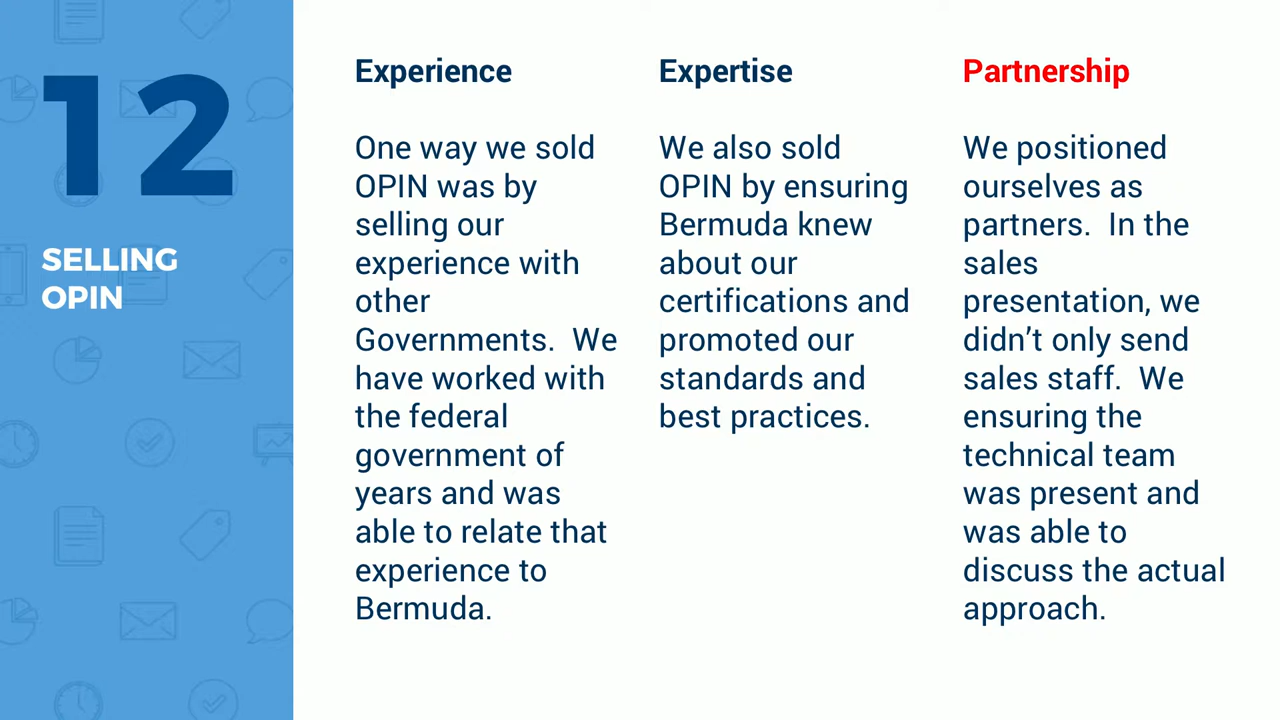 12
SELLING
OPIN
Experience
One way we sold
OPIN was by
selling our
experience with
other
Governments.  We
have worked with
the federal
government of
years and was
able to relate that
experience to
Bermuda.
Expertise
We also sold
OPIN by ensuring
Bermuda knew
about our
certifications and
promoted our
standards and
best practices.
Partnership
We positioned
ourselves as
partners.  In the
sales
presentation, we
didn’t only send
sales staff.  We
ensuring the
technical team
was present and
was able to
discuss the actual
approach.